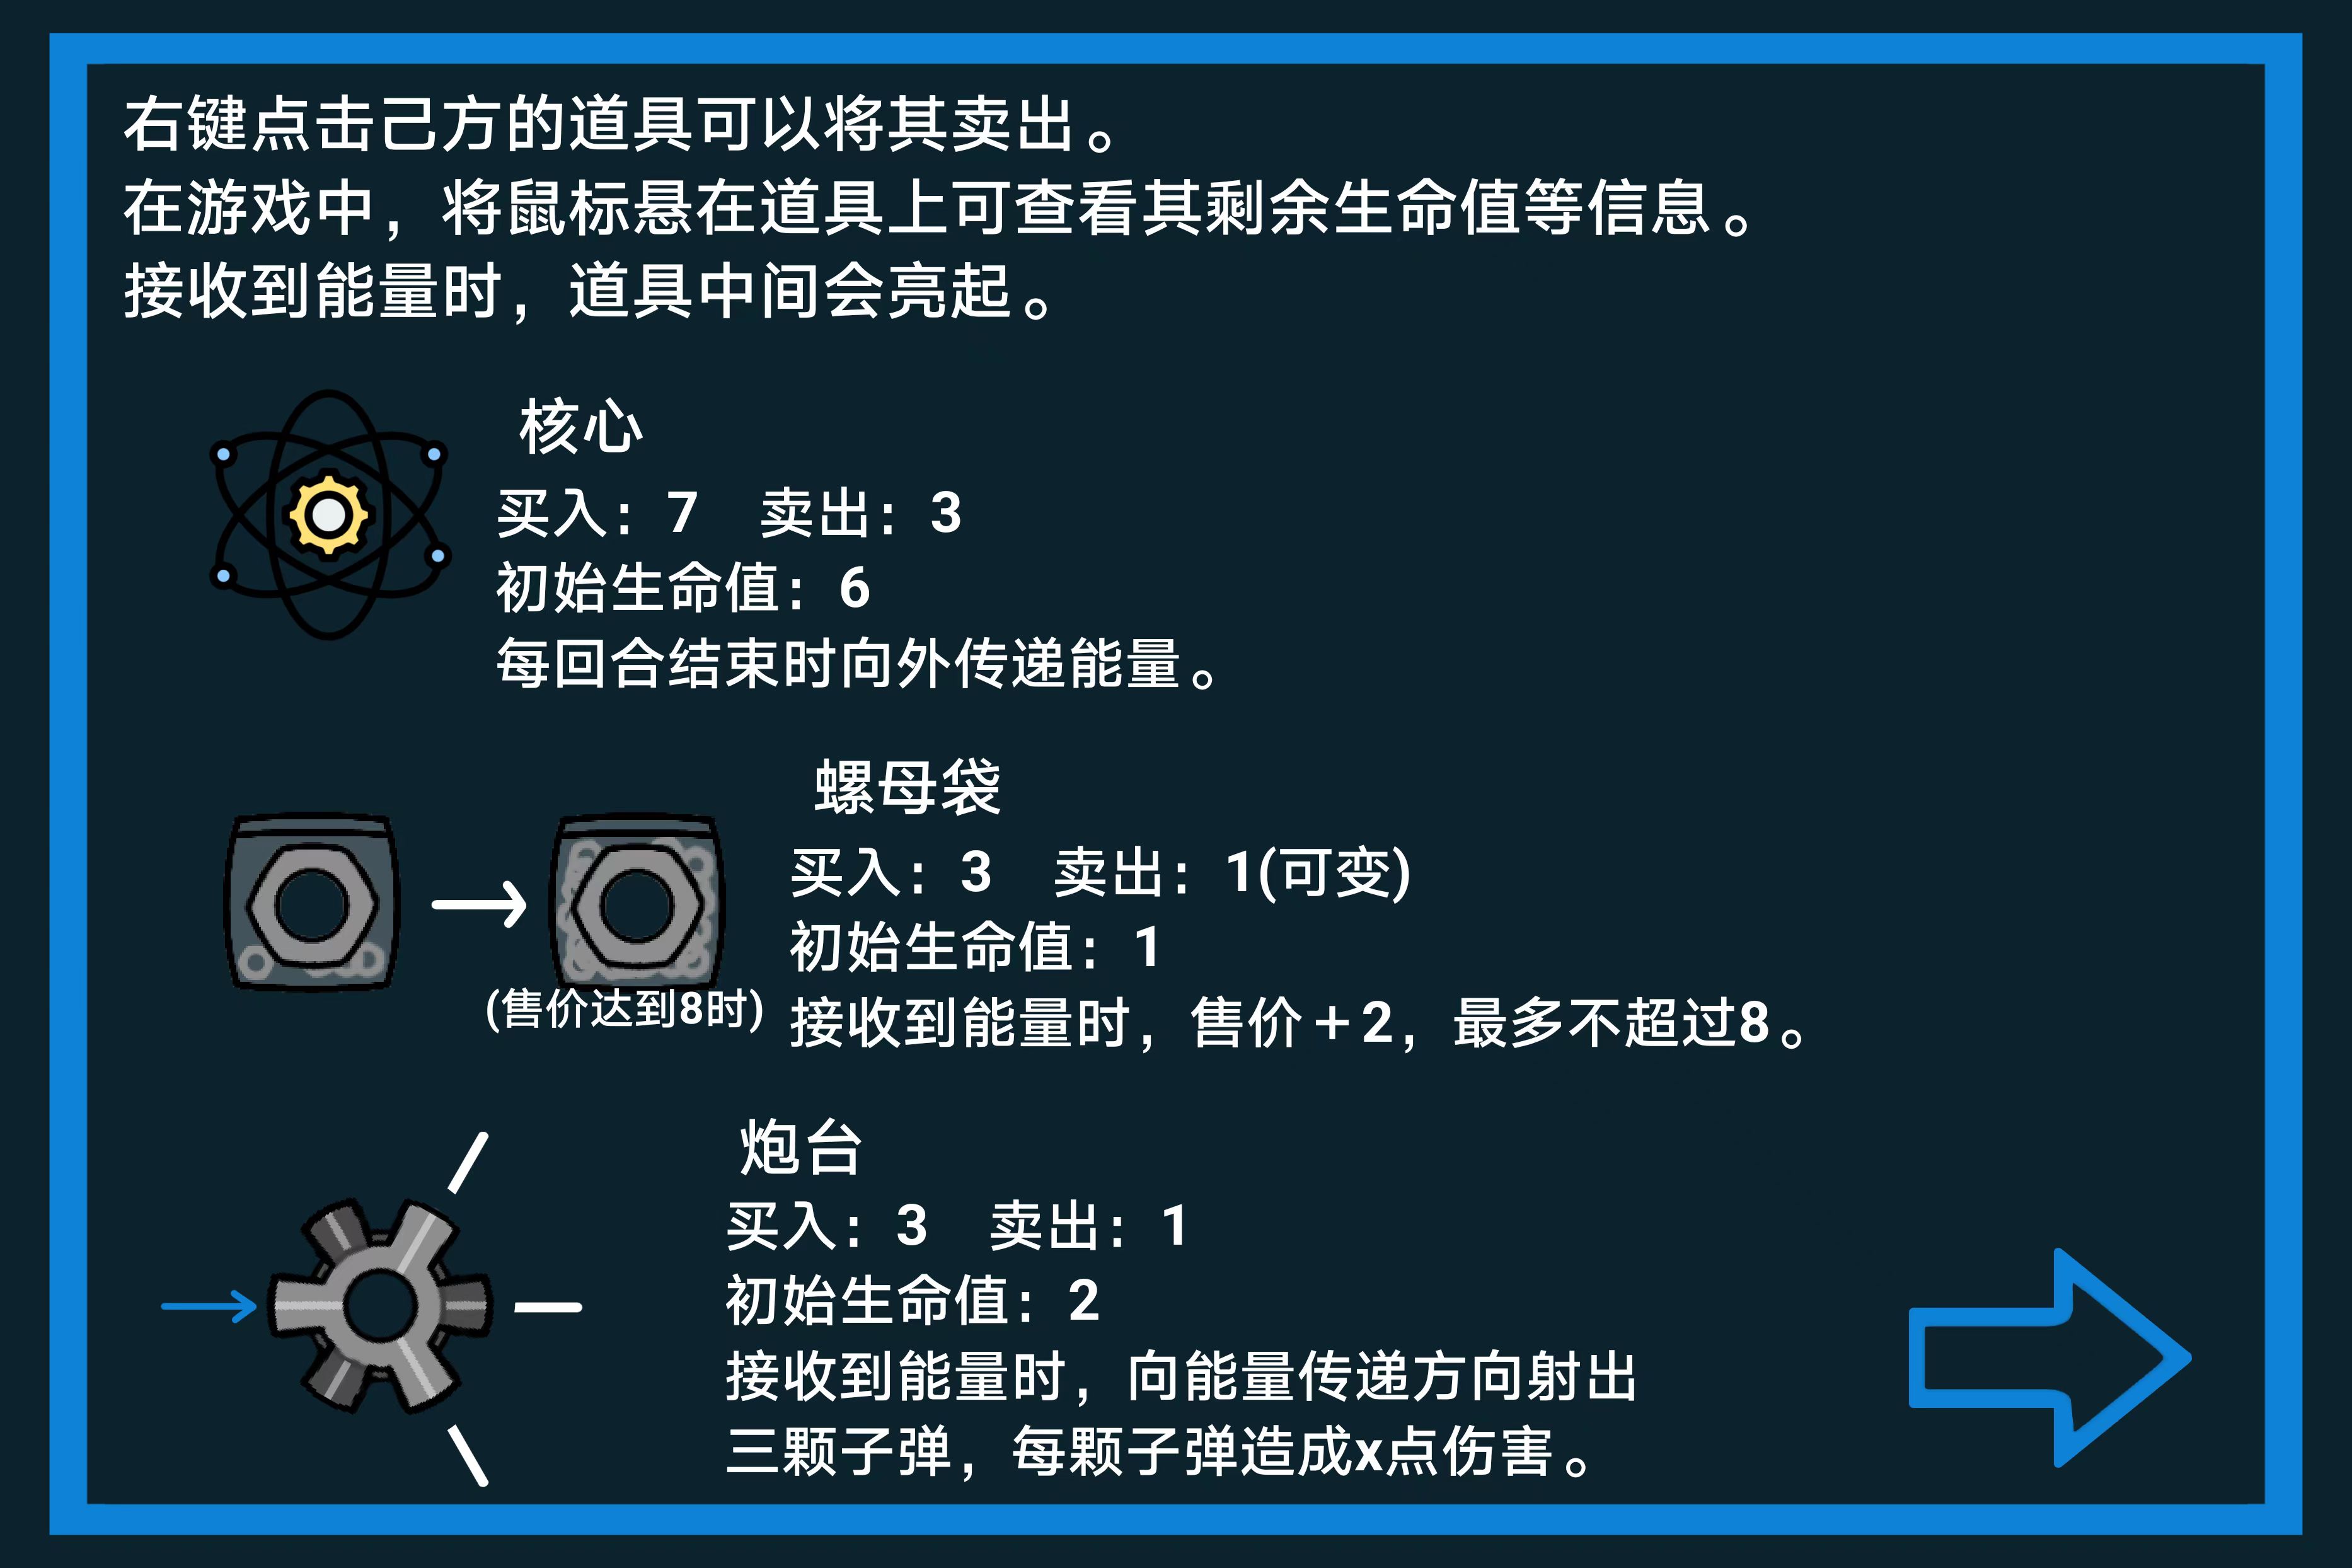 右键点击己方的道具可以将其卖出。
在游戏中，将鼠标悬在道具上可查看其剩余生命值等信息。
接收到能量时，道具中间会亮起。
核心
买入：7 卖出：3
初始生命值：6
每回合结束时向外传递能量。
螺母袋
买入：3 卖出：1(可变)
初始生命值：1
(售价达到8时)
接收到能量时，售价+2，最多不超过8。
炮台
买入：3 卖出：1
初始生命值：2
接收到能量时，向能量传递方向射出
三颗子弹，每颗子弹造成x点伤害。